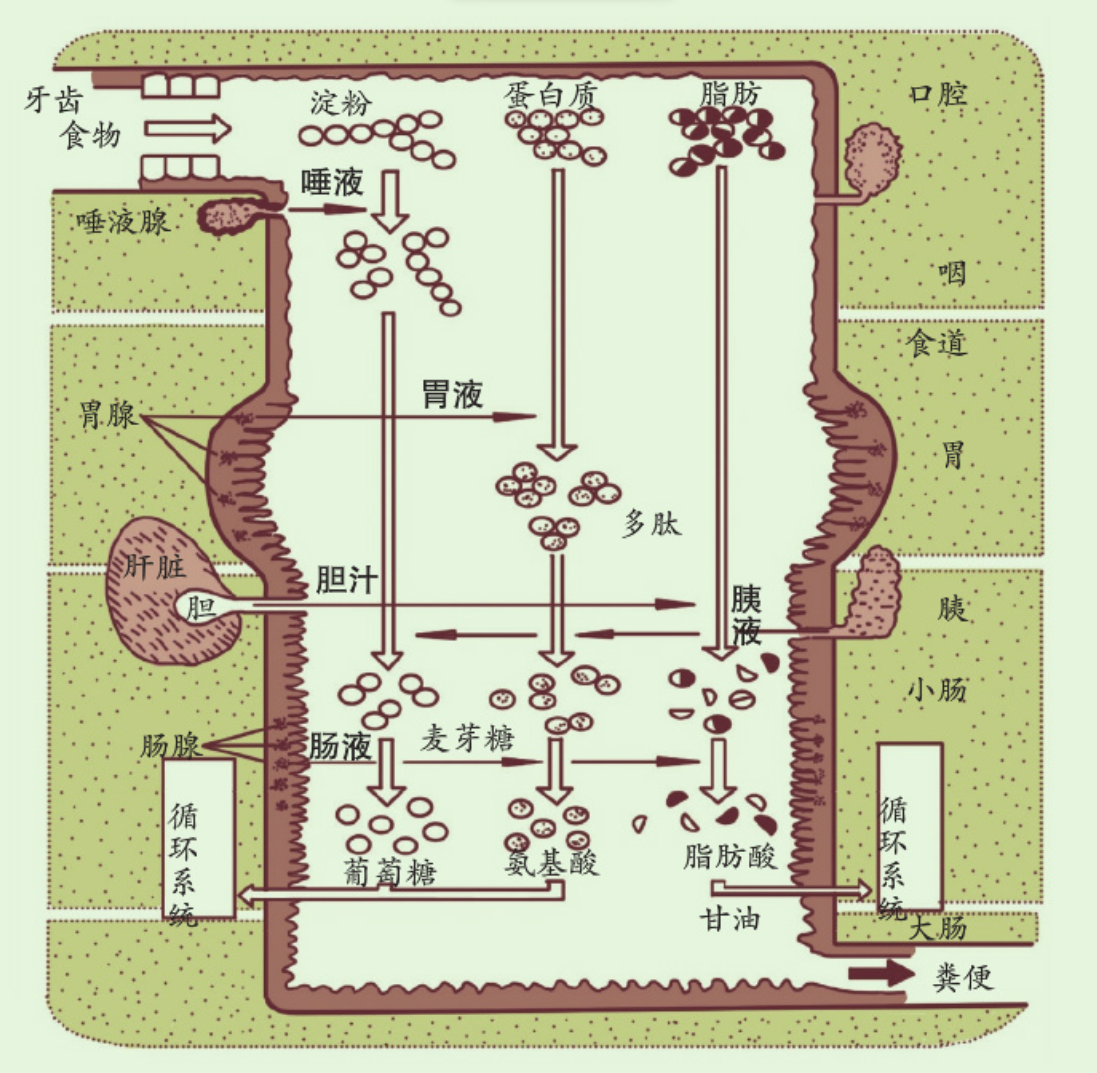 牙齿
食物
淀粉
蛋白质
脂肪
口腔
唾液
唾液腺
咽
食道
胃腺
胃液
胃
多肽
肝脏
胆
胆汁
胰液
胰
小肠
肠腺
肠液
麦芽糖
循环系统
循环系统
葡萄糖
氨基酸
脂肪酸
甘油
大肠
粪便